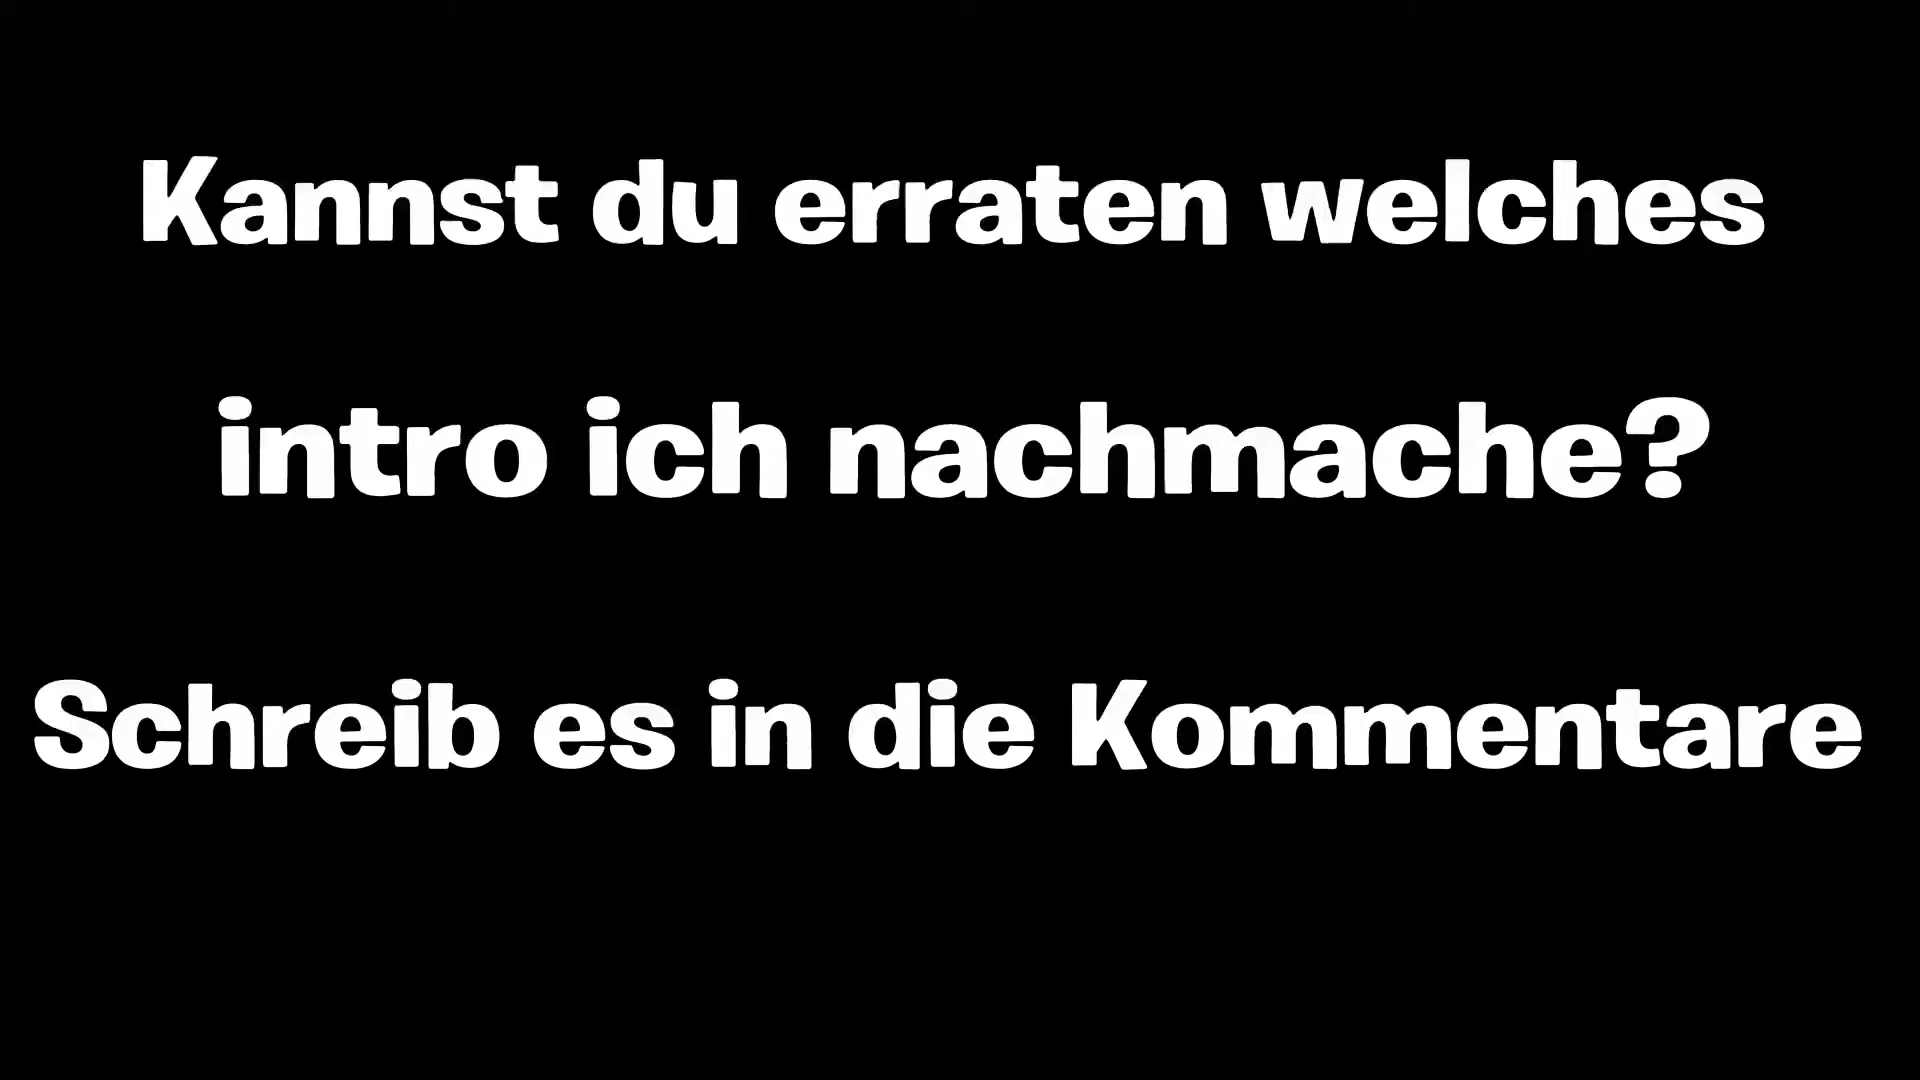 Kannst du erraten welches
intro ich nachmache?
Schreib es in die Kommentare